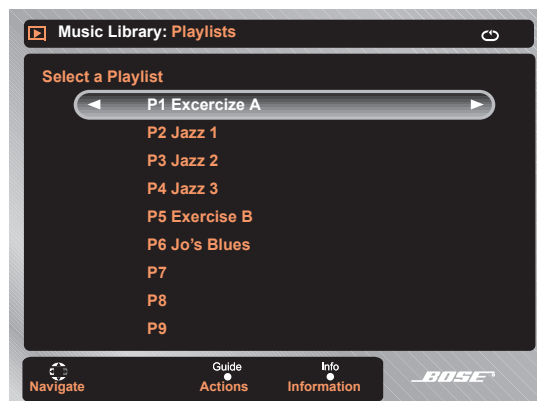 Music Library: Playlists
Select a Playlist
P1 Excercize A
P2 Jazz 1
P3 Jazz 2
P4 Jazz 3
P5 Exercise B
P6 Jo's Blues
P7
P8
P9
Guide Info
Navigate Actions Information
BOSE